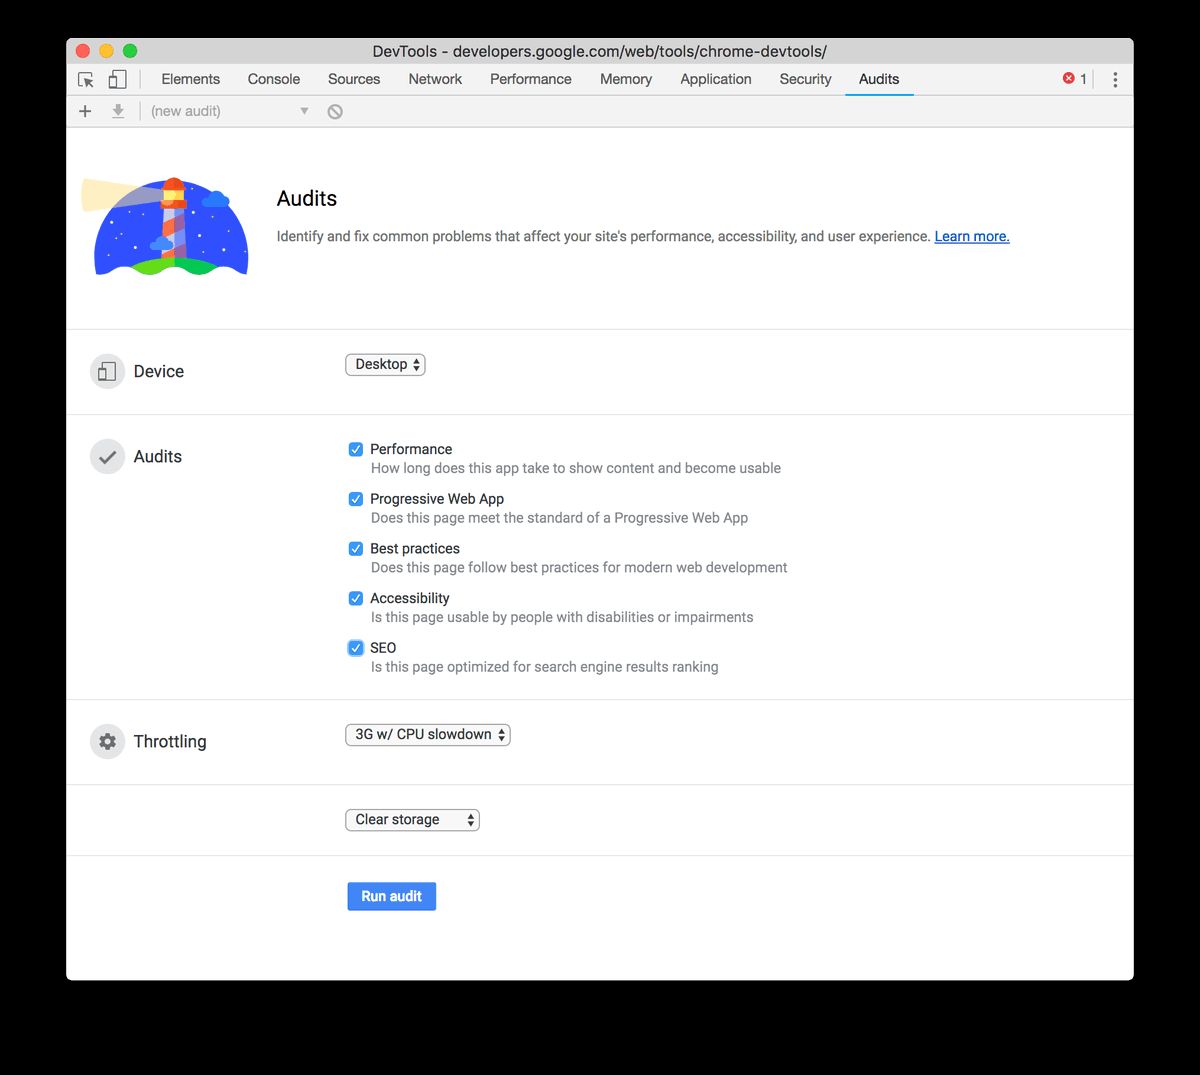 DevTools - developers.google.com/web/tools/chrome-devtools/
Elements Console Sources Network Performance Memory Application Security Audits 1
(new audit)
Audits
Identify and fix common problems that affect your site's performance, accessibility, and user experience. Learn more.
Device
Desktop
Audits
Performance
How long does this app take to show content and become usable
Progressive Web App
Does this page meet the standard of a Progressive Web App
Best practices
Does this page follow best practices for modern web development
Accessibility
Is this page usable by people with disabilities or impairments
SEO
Is this page optimized for search engine results ranking
Throttling
3G w/ CPU slowdown
Clear storage
Run audit